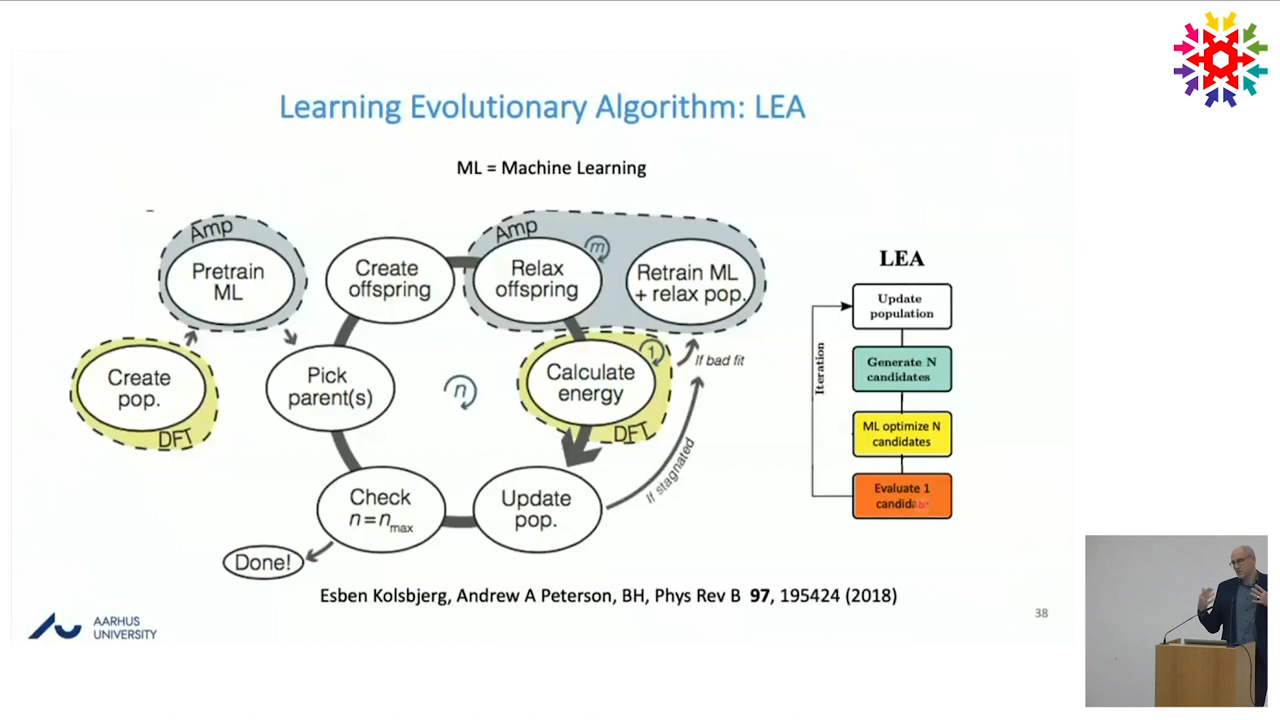 Learning Evolutionary Algorithm: LEA
ML = Machine Learning
Amp
Pretrain
ML
Create
pop.
DFT
Create
offspring
Pick
parent(s)
Amp
Relax
offspring
m
Retrain ML
+ relax pop.
Calculate
energy
1
DFT
If bad fit
If stagnated
n
Update
pop.
Check
n=nmax
Done!
LEA
Update
population
Generate N
candidates
ML optimize N
candidates
Evaluate 1
candidate
Iteration
Esben Kolsbjerg, Andrew A Peterson, BH, Phys Rev B 97, 195424 (2018)
AARHUS
UNIVERSITY
38